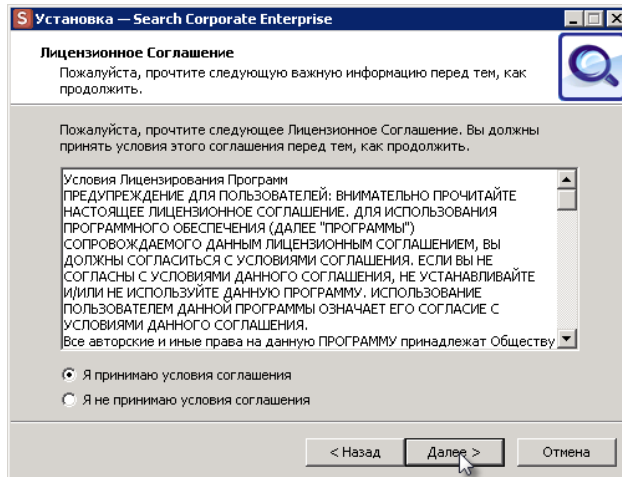 S Установка — Search Corporate Enterprise
Лицензионное Соглашение
Пожалуйста, прочтите следующую важную информацию перед тем, как
продолжить.
Пожалуйста, прочтите следующее Лицензионное Соглашение. Вы должны
принять условия этого соглашения перед тем, как продолжить.
Условия Лицензирования Программ
ПРЕДУПРЕЖДЕНИЕ ДЛЯ ПОЛЬЗОВАТЕЛЕЙ: ВНИМАТЕЛЬНО ПРОЧИТАЙТЕ
НАСТОЯЩЕЕ ЛИЦЕНЗИОННОЕ СОГЛАШЕНИЕ. ДЛЯ ИСПОЛЬЗОВАНИЯ
ПРОГРАММНОГО ОБЕСПЕЧЕНИЯ (ДАЛЕЕ "ПРОГРАММЫ")
СОПРОВОЖДАЕМОГО ДАННЫМ ЛИЦЕНЗИОННЫМ СОГЛАШЕНИЕМ, ВЫ
ДОЛЖНЫ СОГЛАСИТЬСЯ С УСЛОВИЯМИ СОГЛАШЕНИЯ. ЕСЛИ ВЫ НЕ
СОГЛАСНЫ С УСЛОВИЯМИ ДАННОГО СОГЛАШЕНИЯ, НЕ УСТАНАВЛИВАЙТЕ
И/ИЛИ НЕ ИСПОЛЬЗУЙТЕ ДАННУЮ ПРОГРАММУ. ИСПОЛЬЗОВАНИЕ
ПОЛЬЗОВАТЕЛЕМ ДАННОЙ ПРОГРАММЫ ОЗНАЧАЕТ ЕГО СОГЛАСИЕ С
УСЛОВИЯМИ ДАННОГО СОГЛАШЕНИЯ.
Все авторские и иные права на данную ПРОГРАММУ принадлежат Обществу
Я принимаю условия соглашения
Я не принимаю условия соглашения
< Назад Далее > Отмена